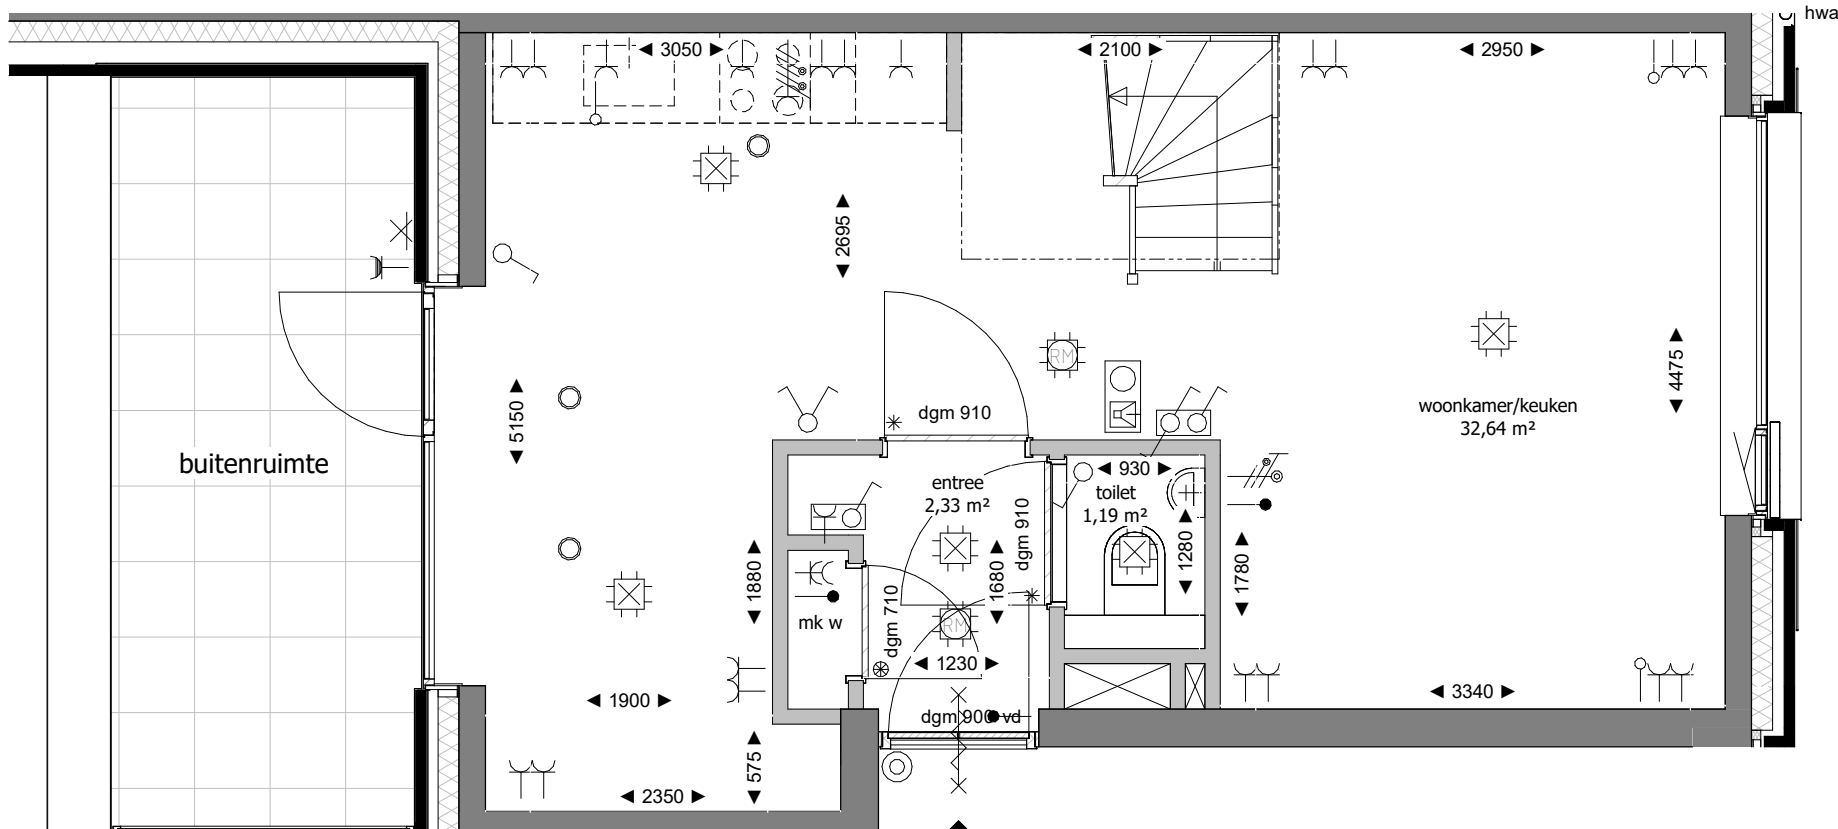 hwa
3050
2100
2950
2695
5150
4475
dgm 910
RM
woonkamer/keuken
32,64 m²
buitenruimte
entree
2,33 m²
dgm 910
930
toilet
1,19 m²
1280
1780
1880
1680
mk w
dgm 710
RM
1230
1900
3340
dgm 900 vd
575
2350